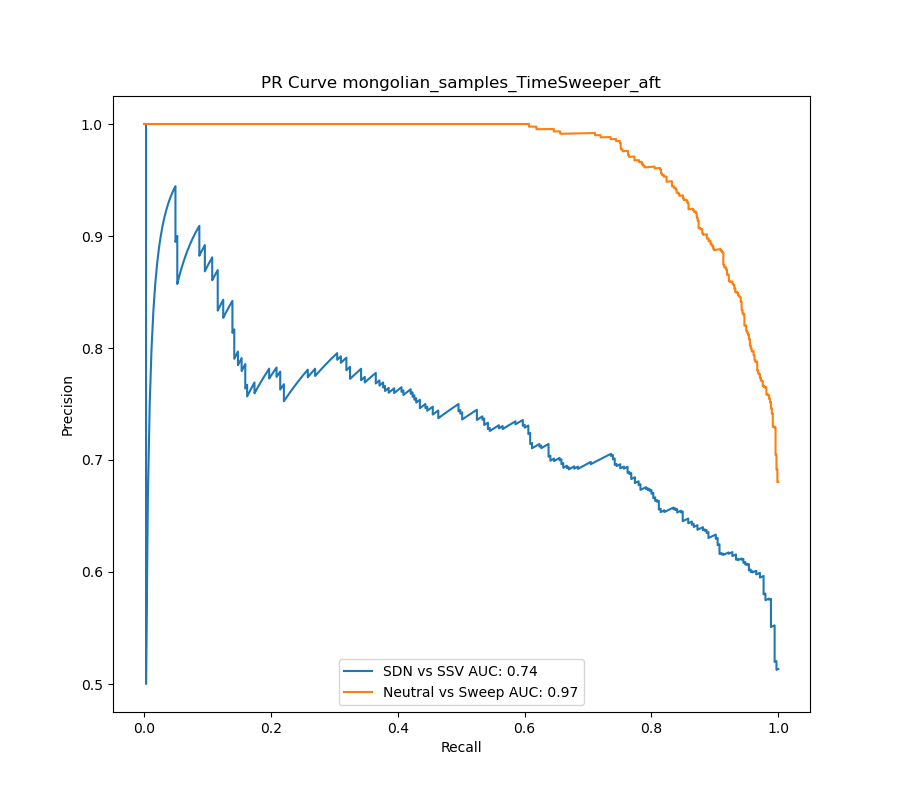 PR Curve mongolian_samples_TimeSweeper_aft
Precision
1.0
0.9
0.8
0.7
0.6
0.5
SDN vs SSV AUC: 0.74
Neutral vs Sweep AUC: 0.97
0.0 0.2 0.4 0.6 0.8 1.0
Recall